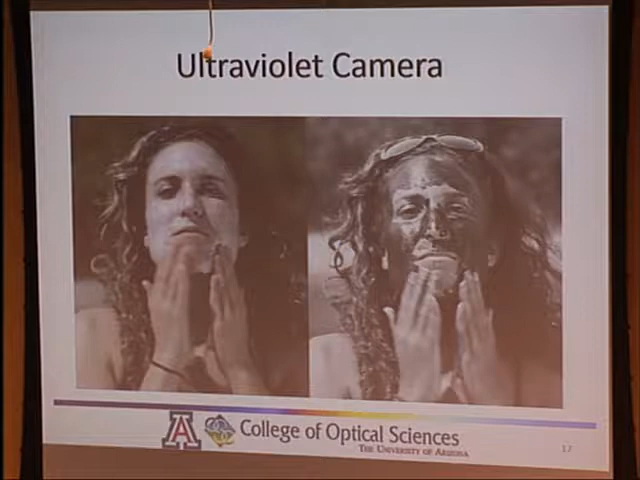 Ultraviolet Camera
A
College of Optical Sciences
THE UNIVERSITY OF ARIZONA
17